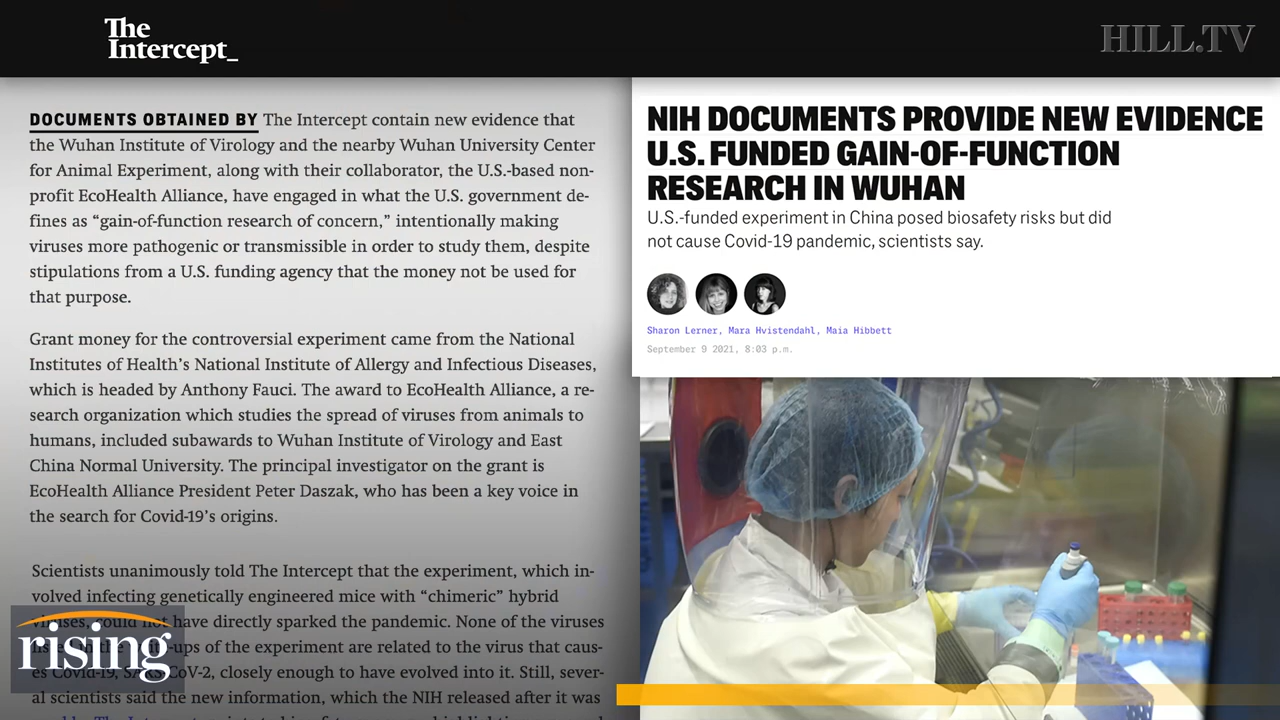 The
Intercept_
HILL.TV
DOCUMENTS OBTAINED BY The Intercept contain new evidence that
the Wuhan Institute of Virology and the nearby Wuhan University Center
for Animal Experiment, along with their collaborator, the U.S.-based non-
profit EcoHealth Alliance, have engaged in what the U.S. government de-
fines as “gain-of-function research of concern,” intentionally making
viruses more pathogenic or transmissible in order to study them, despite
stipulations from a U.S. funding agency that the money not be used for
that purpose.
Grant money for the controversial experiment came from the National
Institutes of Health’s National Institute of Allergy and Infectious Diseases,
which is headed by Anthony Fauci. The award to EcoHealth Alliance, a re-
search organization which studies the spread of viruses from animals to
humans, included subawards to Wuhan Institute of Virology and East
China Normal University. The principal investigator on the grant is
EcoHealth Alliance President Peter Daszak, who has been a key voice in
the search for Covid-19’s origins.
Scientists unanimously told The Intercept that the experiment, which in-
volved infecting genetically engineered mice with “chimeric” hybrid
viruses, could not have directly sparked the pandemic. None of the viruses
of the experiment are related to the virus that caus-
es Covid-19, SARS-CoV-2, closely enough to have evolved into it. Still, sever-
al scientists said the new information, which the NIH released after it was
rising
NIH DOCUMENTS PROVIDE NEW EVIDENCE
U.S. FUNDED GAIN-OF-FUNCTION
RESEARCH IN WUHAN
U.S.-funded experiment in China posed biosafety risks but did
not cause Covid-19 pandemic, scientists say.
Sharon Lerner, Mara Hvistendahl, Maia Hibbett
September 9 2021, 8:03 p.m.